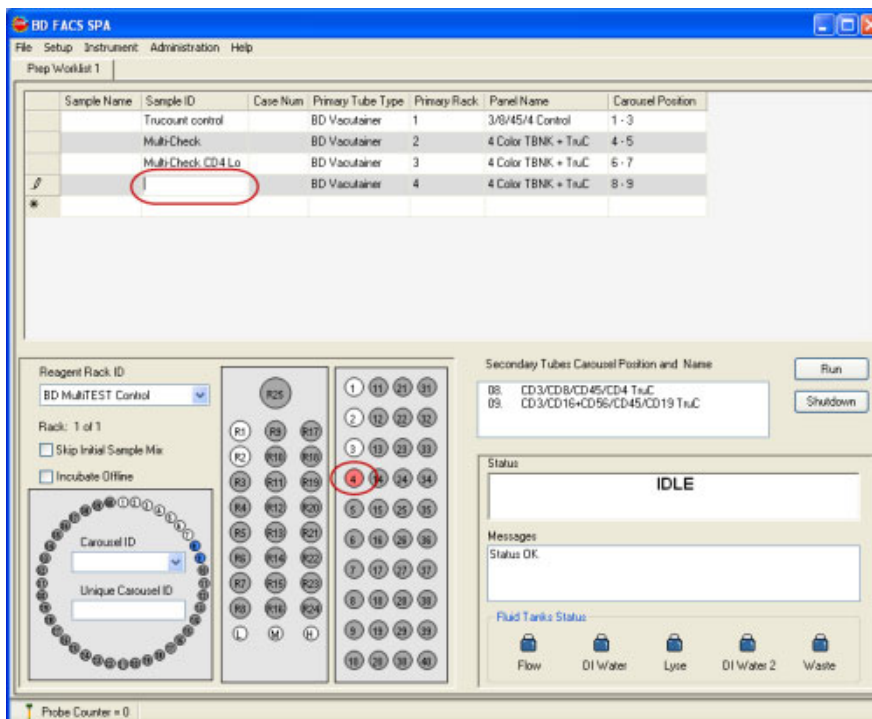 BD FACS SPA
File Setup Instrument Administration Help
Prep Worklist 1
Sample Name Sample ID Case Num Primary Tube Type Primary Rack Panel Name Carousel Position
Trucount control BD Vacutainer 1 3/8/45/4 Control 1 - 3
Multi-Check BD Vacutainer 2 4 Color TBNK + TruC 4 - 5
Multi-Check CD4 Lo BD Vacutainer 3 4 Color TBNK + TruC 6 - 7
BD Vacutainer 4 4 Color TBNK + TruC 8 - 9
Reagent Rack ID
BD MultiTEST Control
Rack: 1 of 1
Skip Initial Sample Mix
Incubate Offline
Carousel ID
Unique Carousel ID
R25
R1 R9 R17
R2 R10 R18
R3 R11 R19
R4 R12 R20
R5 R13 R21
R6 R14 R22
R7 R15 R23
R8 R16 R24
L M H
1 11 21 31
2 12 22 32
3 13 23 33
4 14 24 34
5 15 25 35
6 16 26 36
7 17 27 37
8 18 28 38
9 19 29 39
10 20 30 40
Secondary Tubes Carousel Position and Name
08. CD3/CD8/CD45/CD4 TruC
09. CD3/CD16+CD56/CD45/CD19 TruC
Run
Shutdown
Status
IDLE
Messages
Status OK
Fluid Tanks Status
Flow DI Water Lyse DI Water 2 Waste
Probe Counter = 0